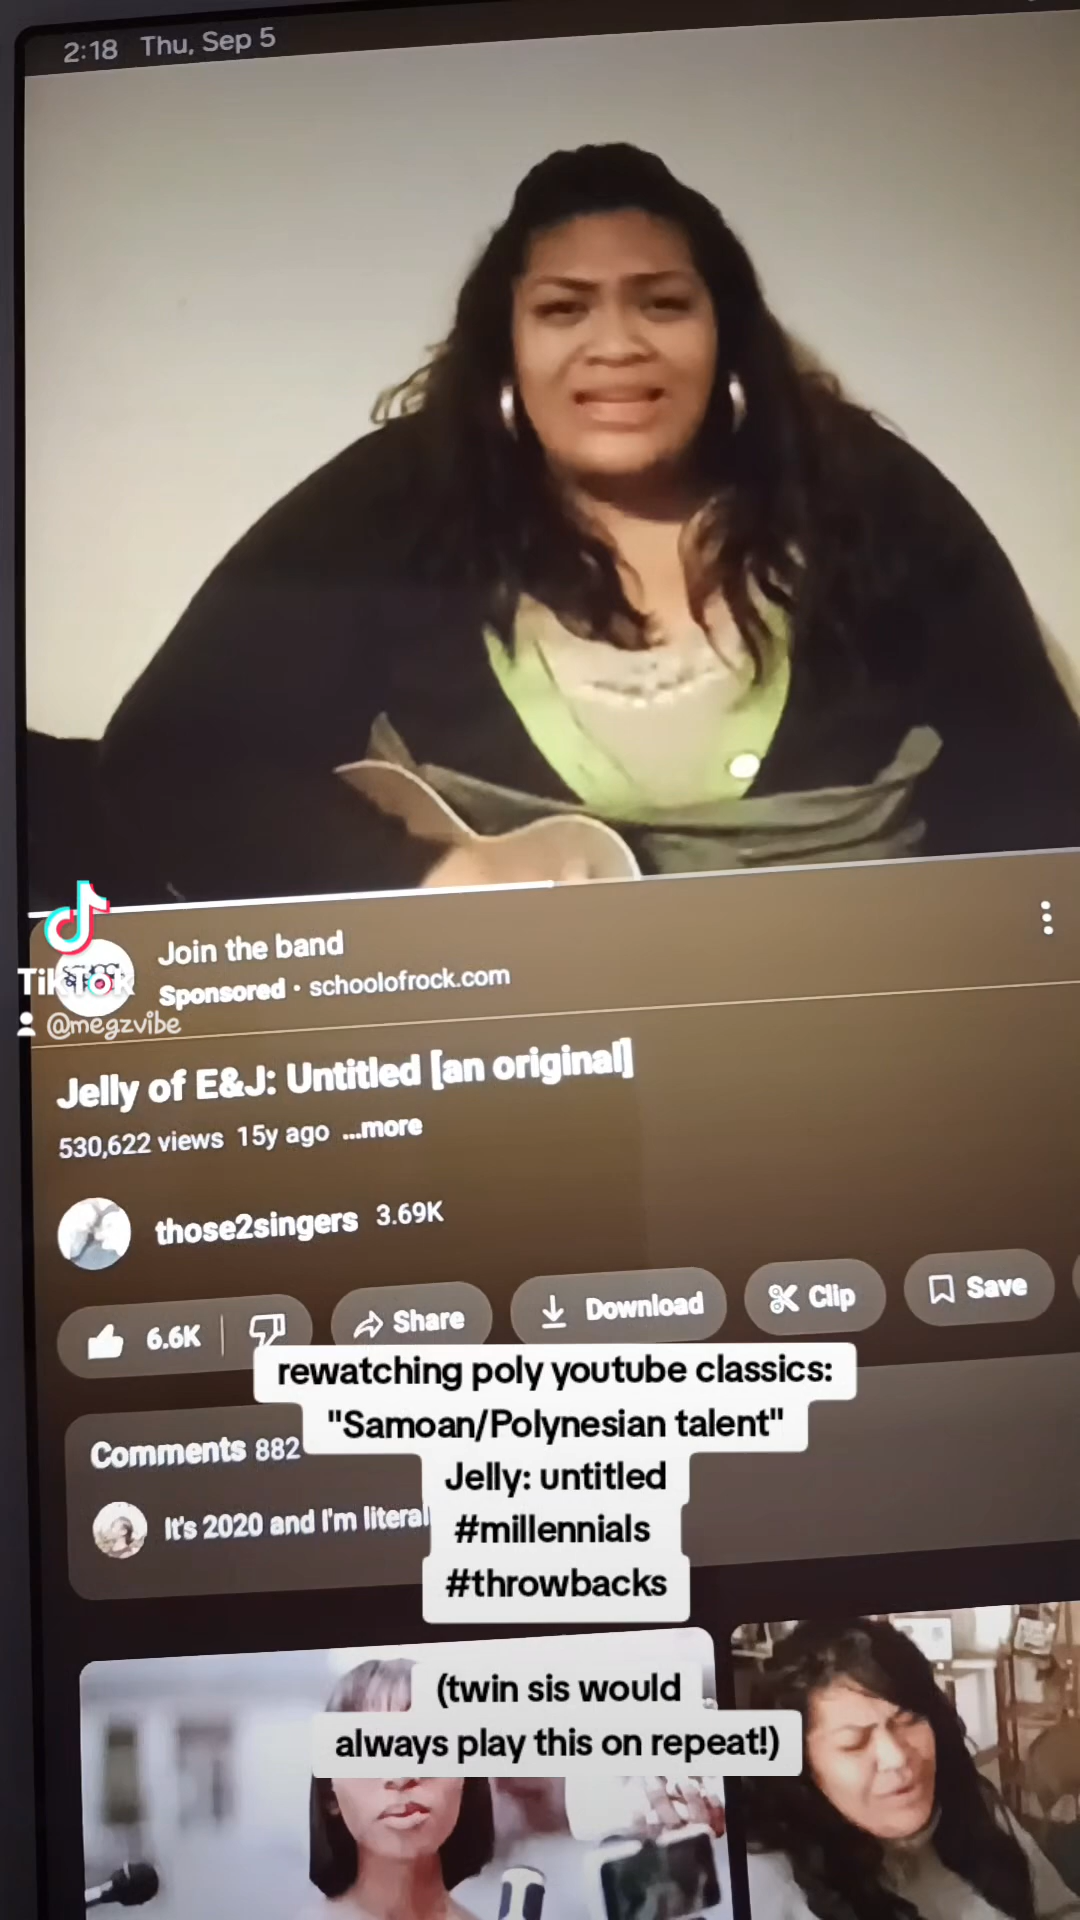 2:18 Thu, Sep 5
Join the band
Sponsored • schoolofrock.com
TikTok
@megzvibe
Jelly of E&J: Untitled [an original]
530,622 views 15y ago ...more
those2singers 3.69K
6.6K Share Download Clip Save
rewatching poly youtube classics:
"Samoan/Polynesian talent"
Jelly: untitled
#millennials
#throwbacks
Comments 882
It's 2020 and I'm literal
(twin sis would
always play this on repeat!)